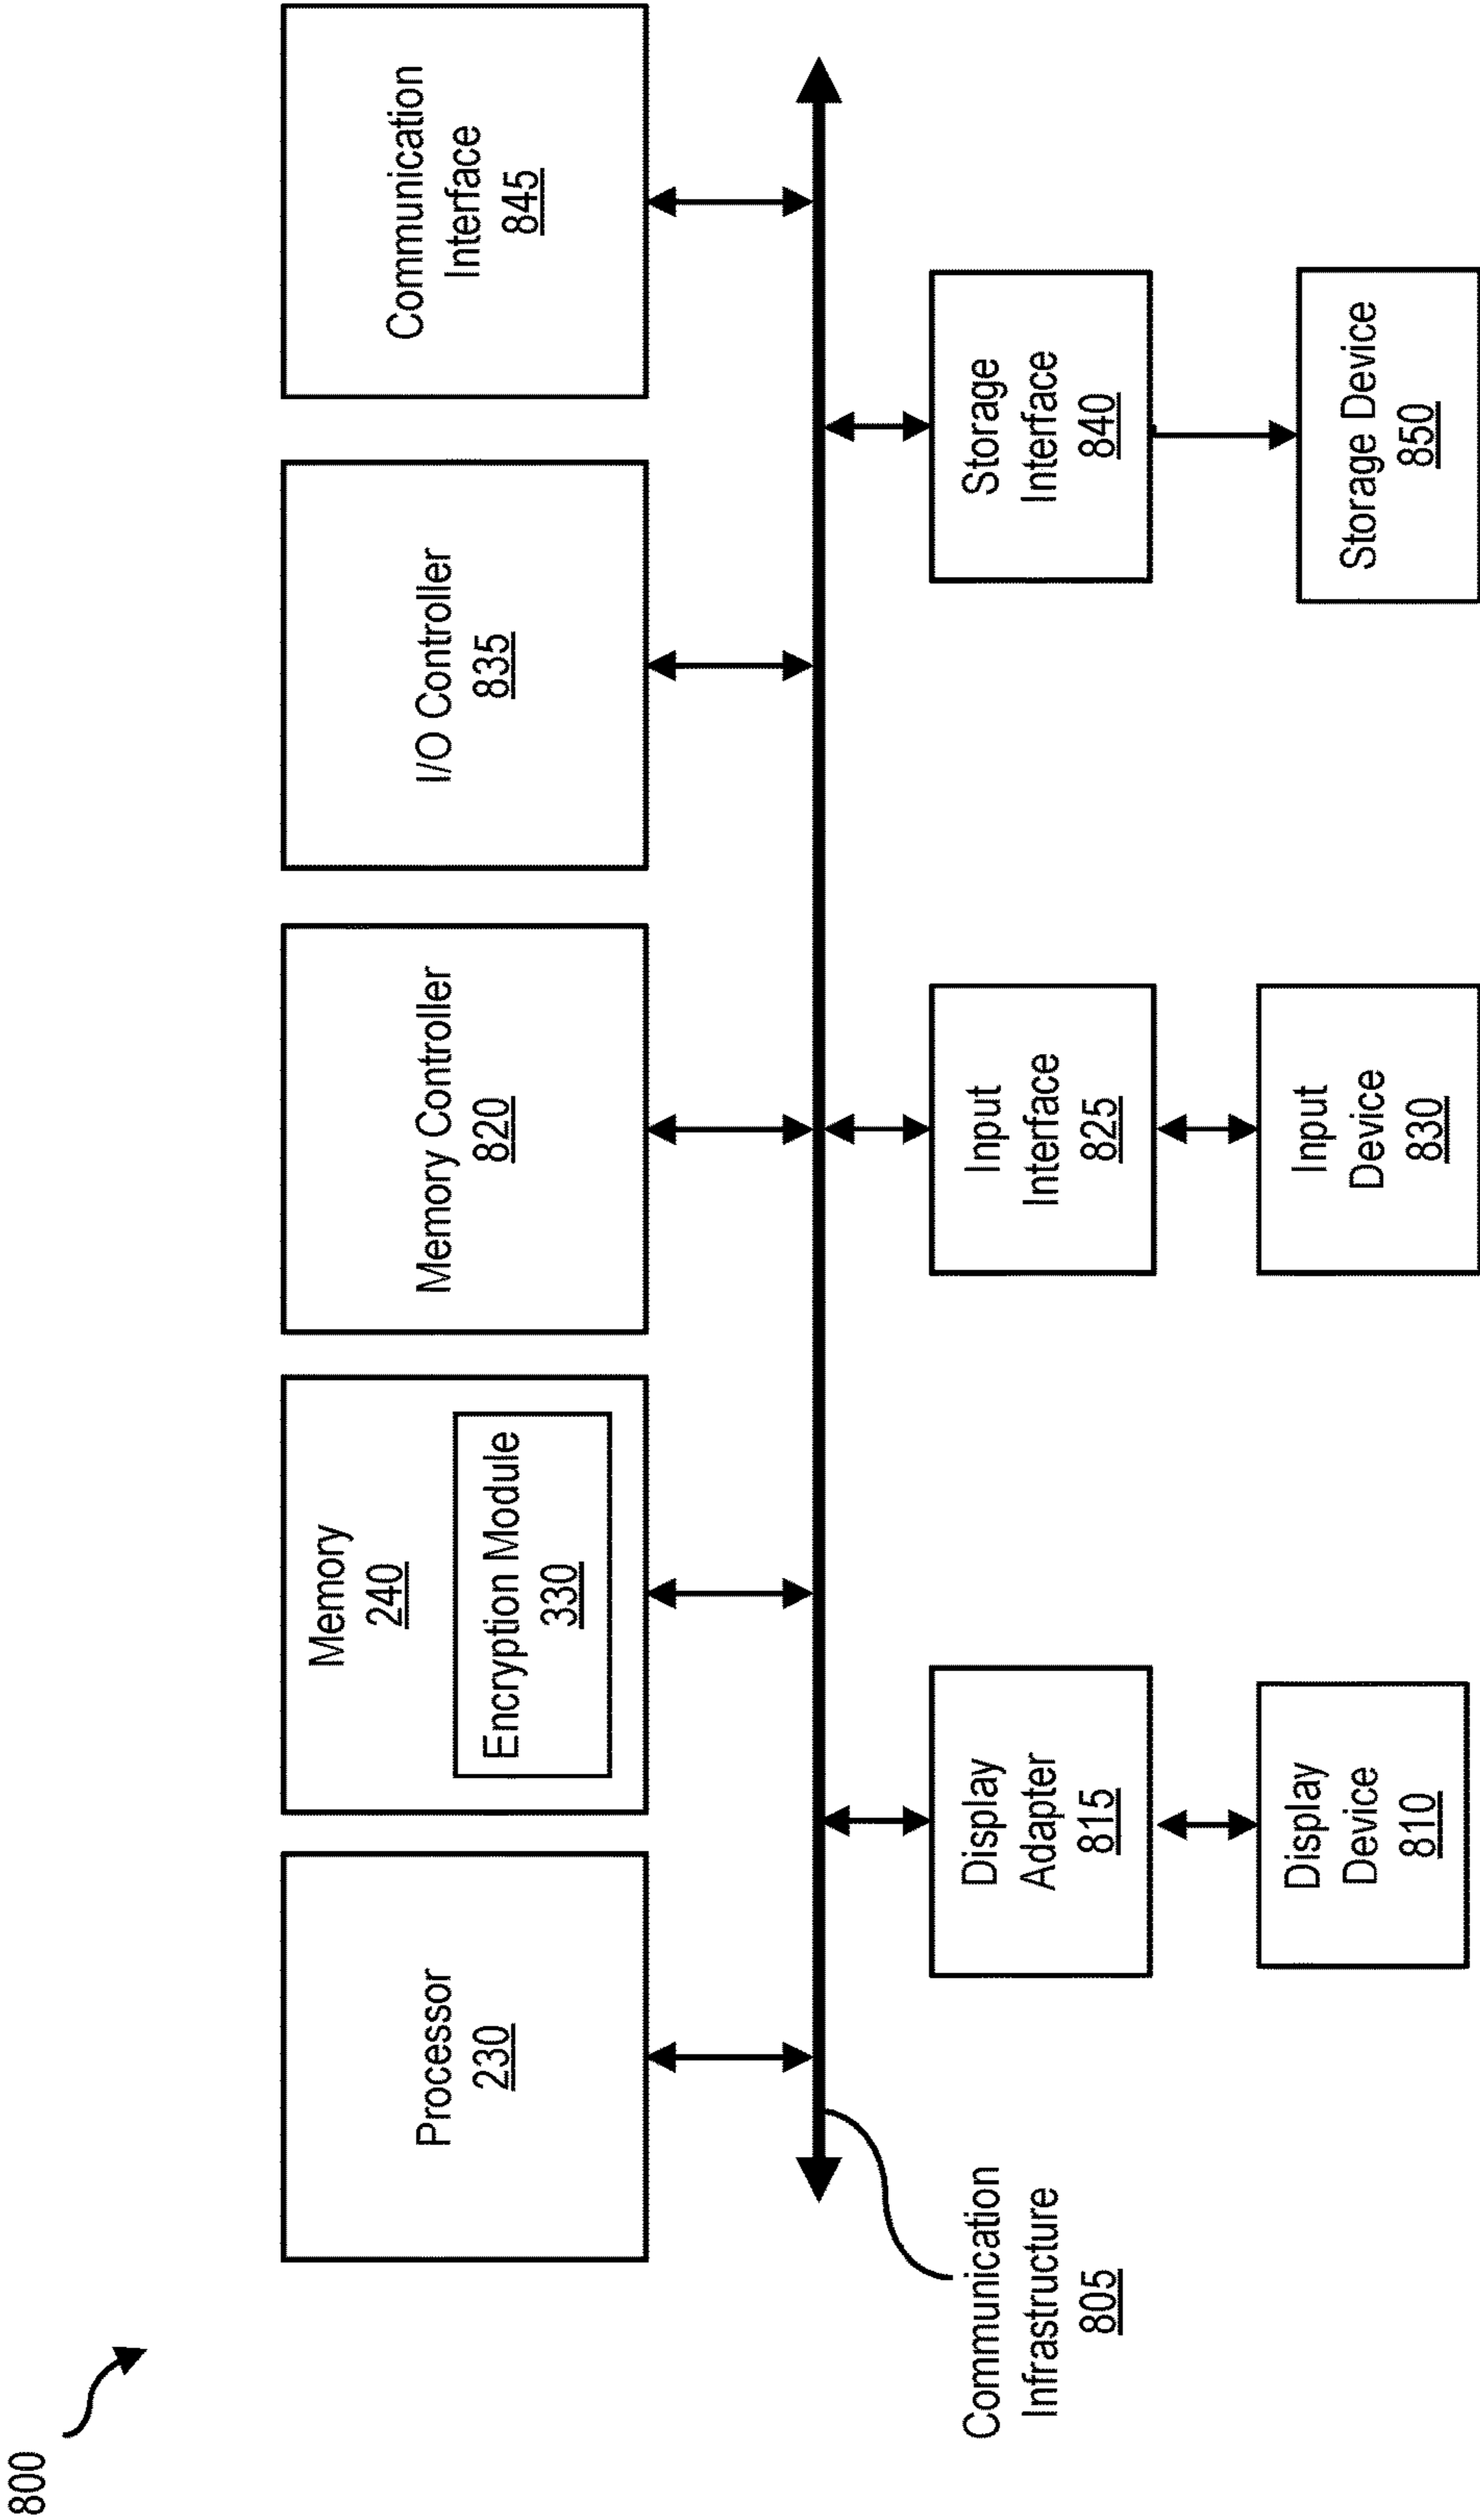 800
Processor
230
Memory
240
Encryption Module
330
Memory Controller
820
I/O Controller
835
Communication
Interface
845
Communication
Infrastructure
805
Display
Adapter
815
Input
Interface
825
Storage
Interface
840
Display
Device
810
Input
Device
830
Storage Device
850